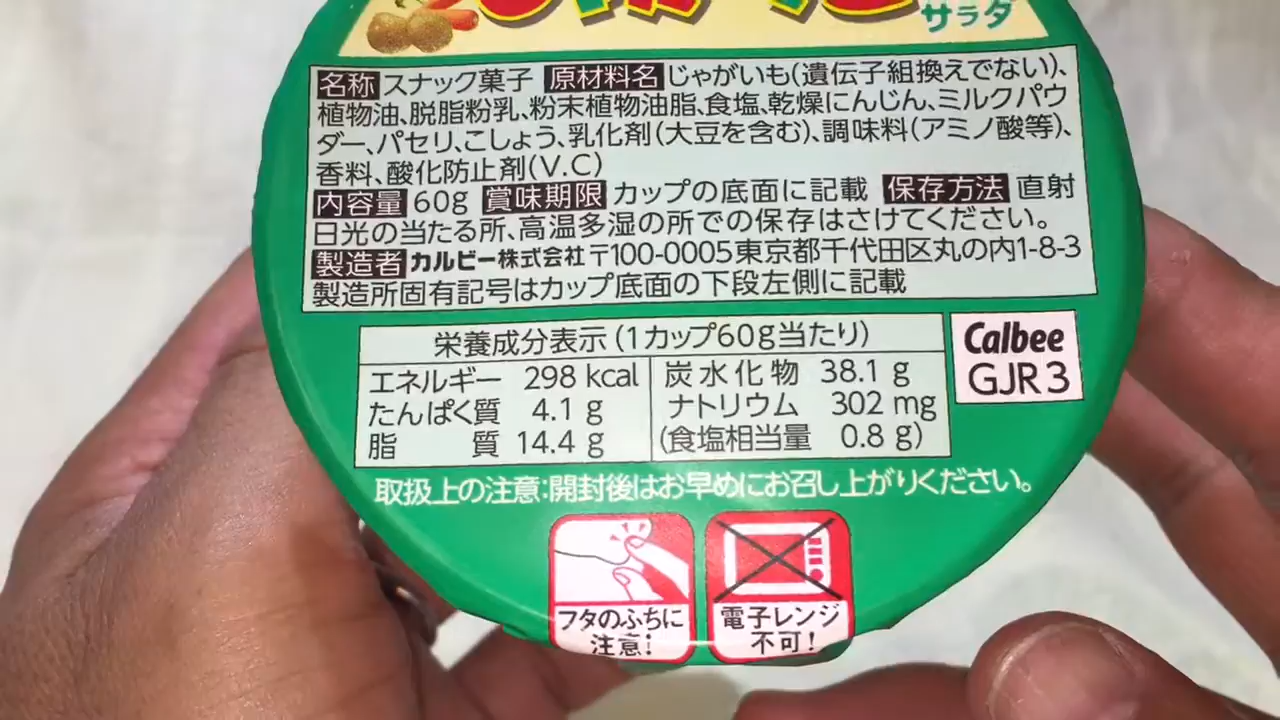 サラダ
名称 スナック菓子 原材料名 じゃがいも(遺伝子組換えでない)、
植物油、脱脂粉乳、粉末植物油脂、食塩、乾燥にんじん、ミルクパウ
ダー、パセリ、こしょう、乳化剤(大豆を含む)、調味料(アミノ酸等)、
香料、酸化防止剤(V.C)
内容量 60g 賞味期限 カップの底面に記載 保存方法 直射
日光の当たる所、高温多湿の所での保存はさけてください。
製造者 カルビー株式会社 〒100-0005 東京都千代田区丸の内1-8-3
製造所固有記号はカップ底面の下段左側に記載
栄養成分表示 (1カップ60g当たり)
エネルギー 298 kcal 炭水化物 38.1 g
たんぱく質 4.1 g ナトリウム 302 mg
脂質 14.4 g (食塩相当量 0.8 g)
Calbee
GJR 3
取扱上の注意:開封後はお早めにお召し上がりください。
フタのふちに
注意!
電子レンジ
不可!